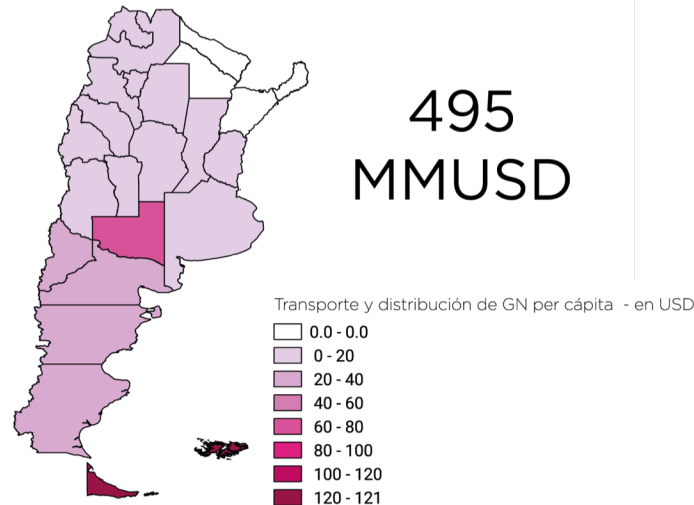 495
MMUSD
Transporte y distribución de GN per cápita - en USD
0.0 - 0.0
0 - 20
20 - 40
40 - 60
60 - 80
80 - 100
100 - 120
120 - 121